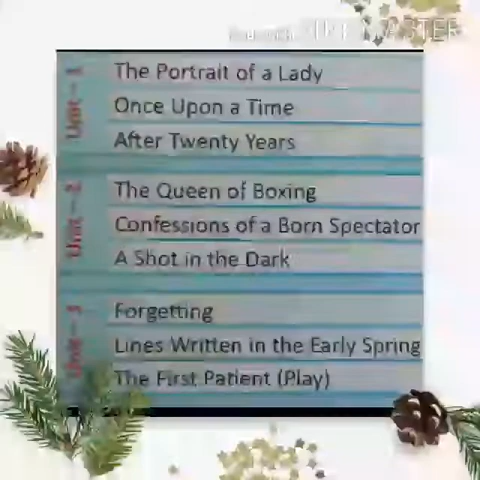 MASTER
Unit - 1
The Portrait of a Lady
Once Upon a Time
After Twenty Years
Unit - 2
The Queen of Boxing
Confessions of a Born Spectator
A Shot in the Dark
Unit - 3
Forgetting
Lines Written in the Early Spring
The First Patient (Play)